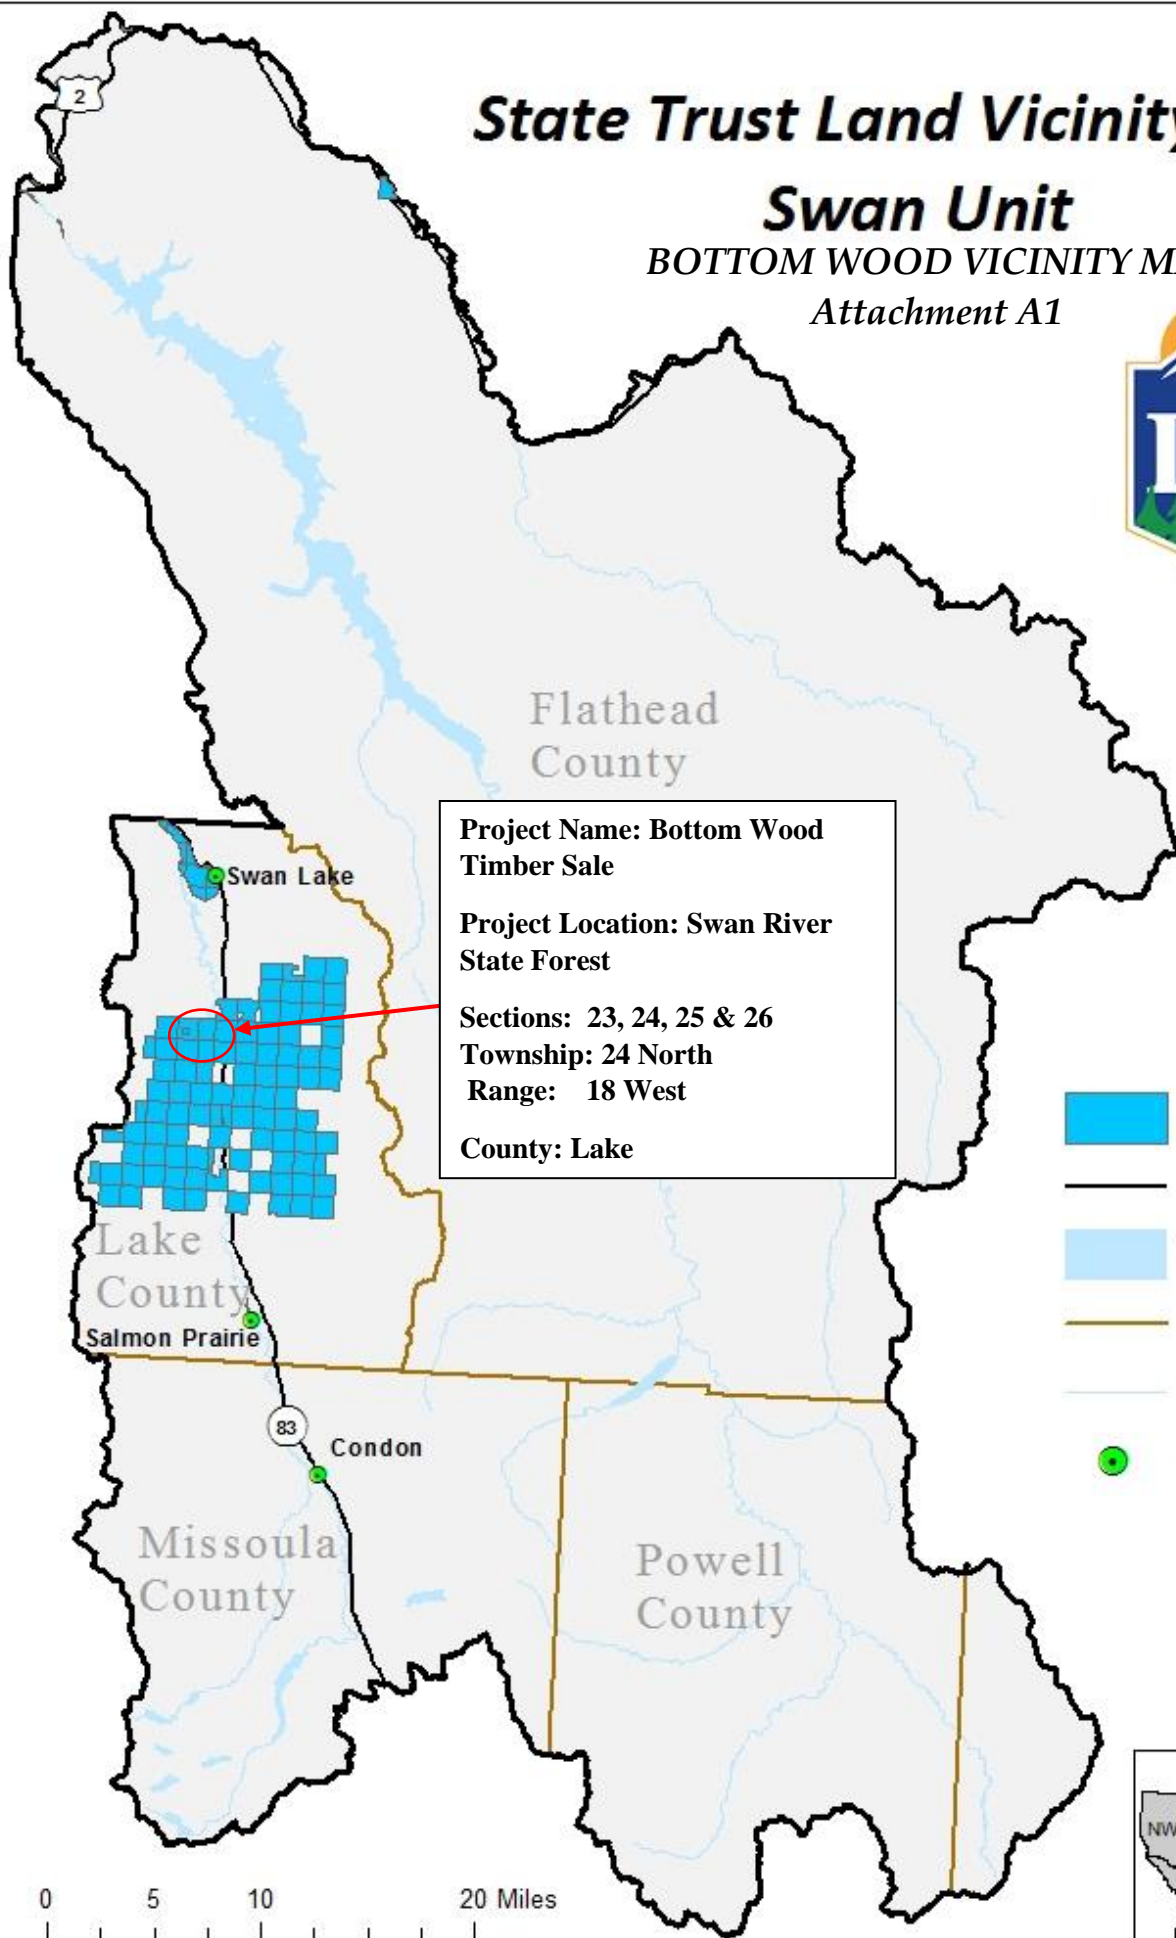 State Trust Land Vicinity
Swan Unit
BOTTOM WOOD VICINITY M
Attachment A1
2
Flathead
County
Project Name: Bottom Wood
Timber Sale
Project Location: Swan River
State Forest
Sections: 23, 24, 25 & 26
Township: 24 North
Range: 18 West
County: Lake
Swan Lake
Lake
County
Salmon Prairie
83
Condon
Missoula
County
Powell
County
NW
0 5 10 20 Miles